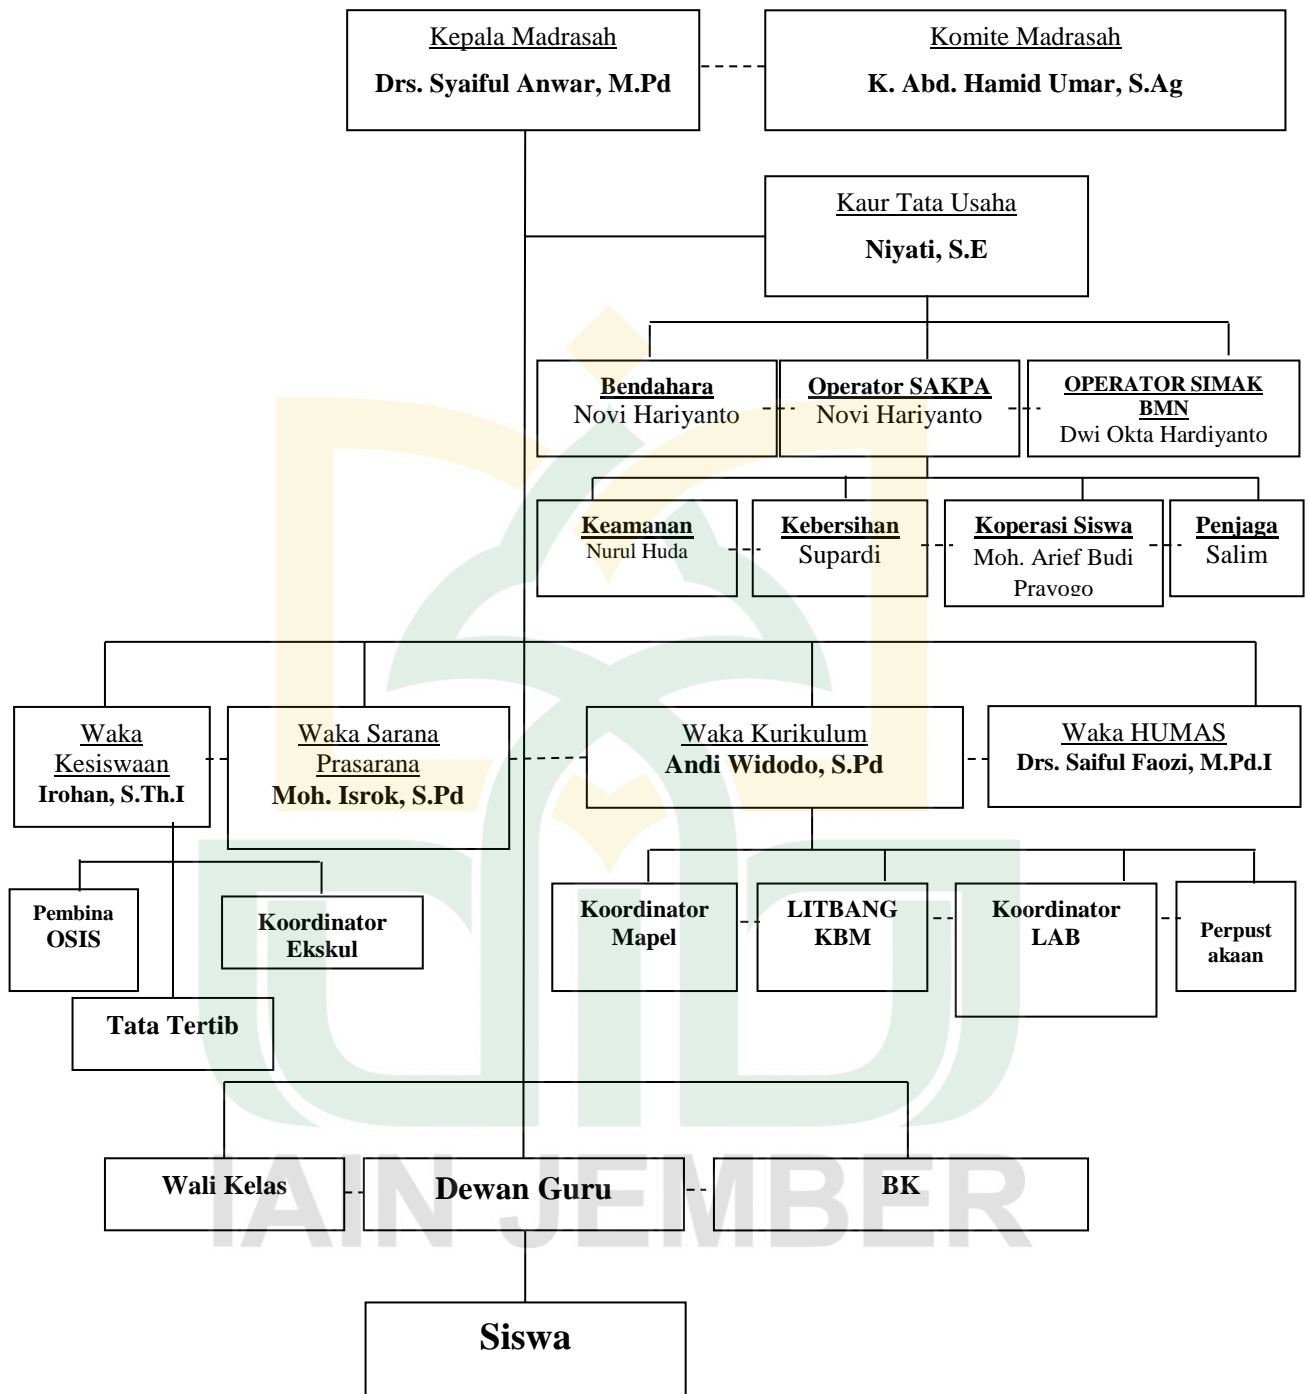 Kepala Madrasah
Drs. Syaiful Anwar, M.Pd
Komite Madrasah
K. Abd. Hamid Umar, S.Ag
Kaur Tata Usaha
Niyati, S.E
Bendahara
Novi Hariyanto
Operator SAKPA
Novi Hariyanto
OPERATOR SIMAK
BMN
Dwi Okta Hardiyanto
Keamanan
Nurul Huda
Kebersihan
Supardi
Koperasi Siswa
Moh. Arief Budi
Prayogo
Penjaga
Salim
Waka
Kesiswaan
Irohan, S.Th.I
Waka Sarana
Prasarana
Moh. Isrok, S.Pd
Waka Kurikulum
Andi Widodo, S.Pd
Waka HUMAS
Drs. Saiful Faozi, M.Pd.I
Pembina
OSIS
Koordinator
Ekskul
Tata Tertib
Koordinator
Mapel
LITBANG
KBM
Koordinator
LAB
Perpust
akaan
Wali Kelas
Dewan Guru
BK
IAIN JEMBER
Siswa